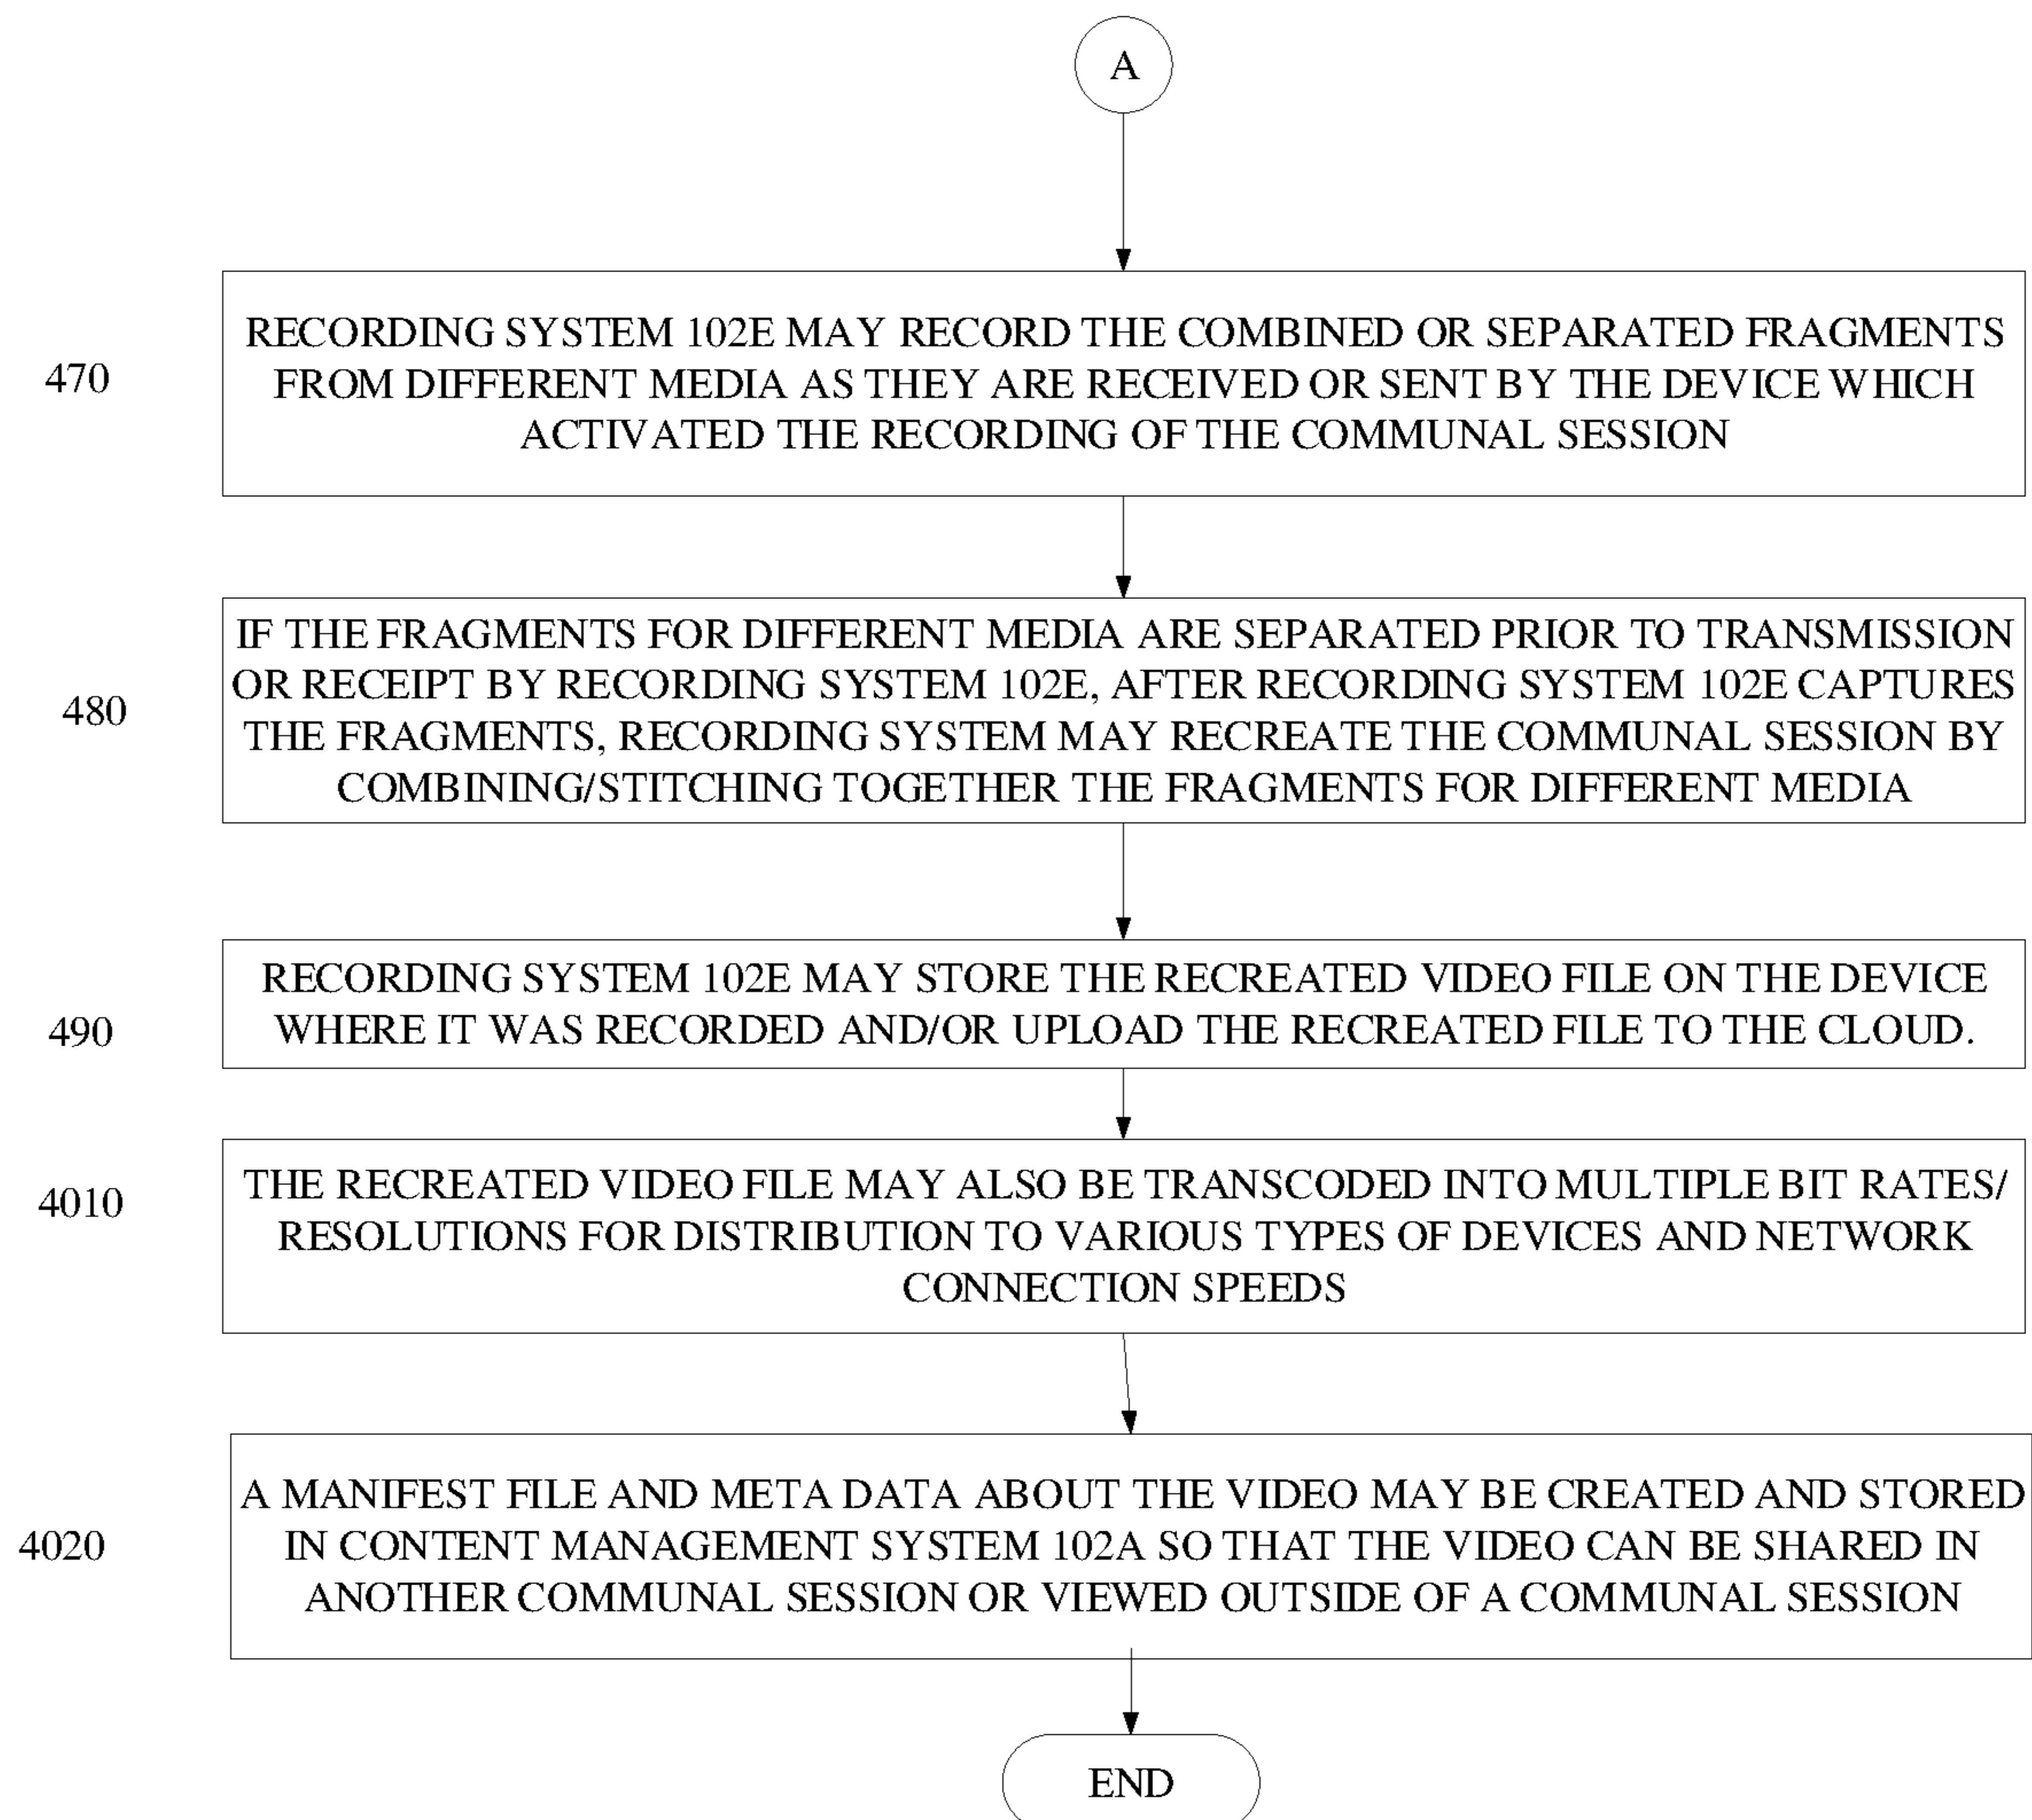 A
470
RECORDING SYSTEM 102E MAY RECORD THE COMBINED OR SEPARATED FRAGMENTS
FROM DIFFERENT MEDIA AS THEY ARE RECEIVED OR SENT BY THE DEVICE WHICH
ACTIVATED THE RECORDING OF THE COMMUNAL SESSION
480
IF THE FRAGMENTS FOR DIFFERENT MEDIA ARE SEPARATED PRIOR TO TRANSMISSION
OR RECEIPT BY RECORDING SYSTEM 102E, AFTER RECORDING SYSTEM 102E CAPTURES
THE FRAGMENTS, RECORDING SYSTEM MAY RECREATE THE COMMUNAL SESSION BY
COMBINING/STITCHING TOGETHER THE FRAGMENTS FOR DIFFERENT MEDIA
490
RECORDING SYSTEM 102E MAY STORE THE RECREATED VIDEO FILE ON THE DEVICE
WHERE IT WAS RECORDED AND/OR UPLOAD THE RECREATED FILE TO THE CLOUD.
4010
THE RECREATED VIDEO FILE MAY ALSO BE TRANSCODED INTO MULTIPLE BIT RATES/
RESOLUTIONS FOR DISTRIBUTION TO VARIOUS TYPES OF DEVICES AND NETWORK
CONNECTION SPEEDS
4020
A MANIFEST FILE AND META DATA ABOUT THE VIDEO MAY BE CREATED AND STORED
IN CONTENT MANAGEMENT SYSTEM 102A SO THAT THE VIDEO CAN BE SHARED IN
ANOTHER COMMUNAL SESSION OR VIEWED OUTSIDE OF A COMMUNAL SESSION
END